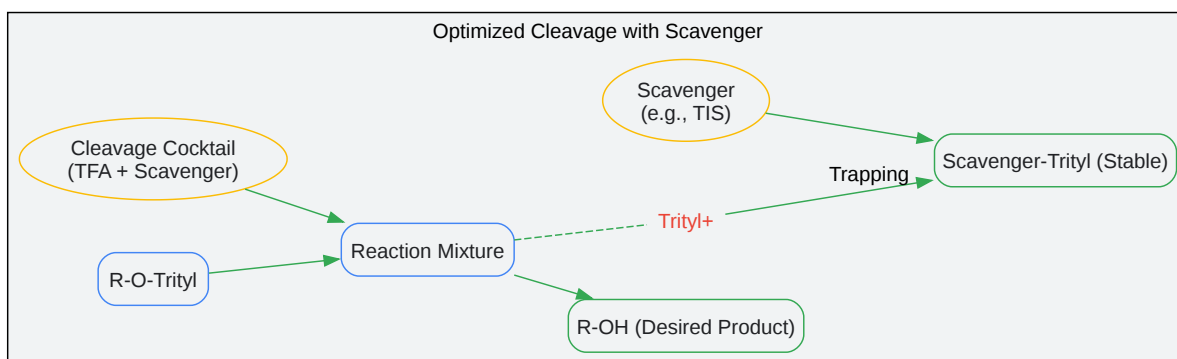 Optimized Cleavage with Scavenger
Scavenger
(e.g., TIS)
Cleavage Cocktail
(TFA + Scavenger)
Scavenger-Trityl (Stable)
Trapping
Trityl+
Reaction Mixture
R-O-Trityl
R-OH (Desired Product)